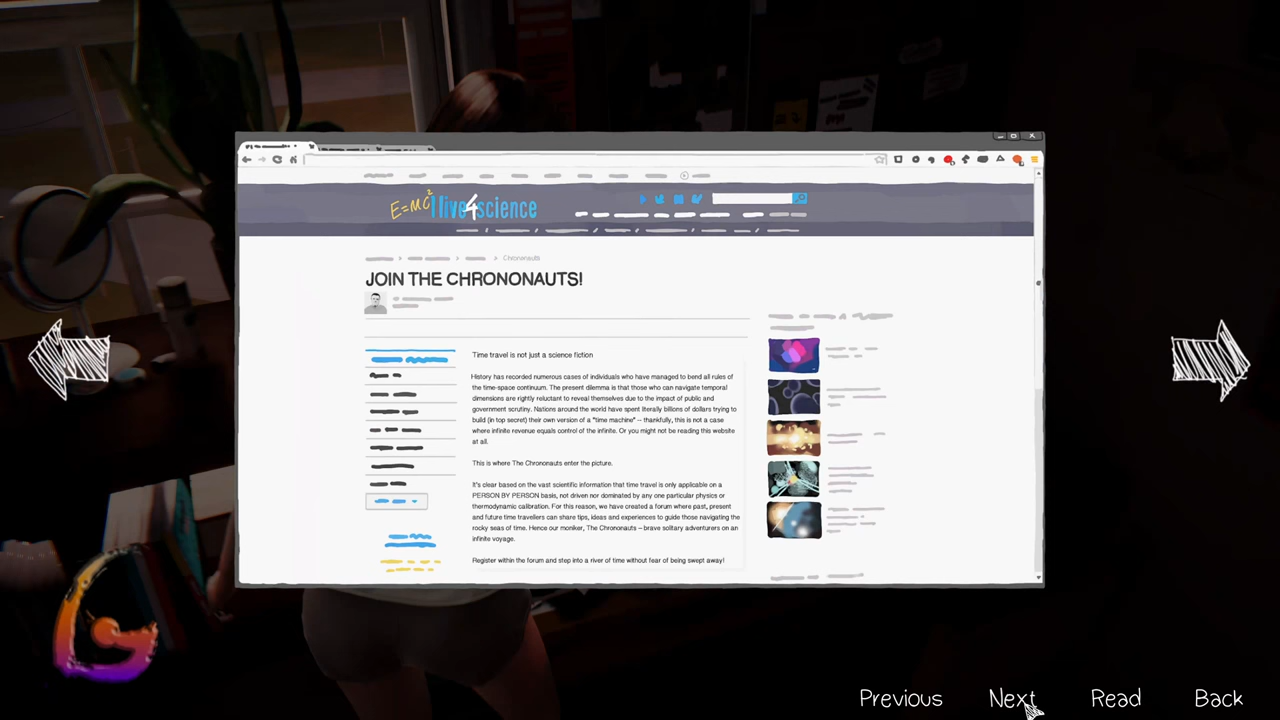 E=mc²
I live4science
Chrononauts
JOIN THE CHRONONAUTS!
Time travel is not just a science fiction
History has recorded numerous cases of individuals who have managed to bend all rules of
the time-space continuum. The present dilemma is that those who can navigate temporal
dimensions are rightly reluctant to reveal themselves due to the impact of public and
government scrutiny. Nations around the world have spent literally billions of dollars trying to
build (in top secret) their own version of a "time machine" -- thankfully, this is not a case
where infinite revenue equals control of the infinite. Or you might not be reading this website
at all.
This is where The Chrononauts enter the picture.
It's clear based on the vast scientific information that time travel is only applicable on a
PERSON BY PERSON basis, not driven nor dominated by any one particular physics or
thermodynamic calibration. For this reason, we have created a forum where past, present
and future time travellers can share tips, ideas and experiences to guide those navigating the
rocky seas of time. Hence our moniker, The Chrononauts – brave solitary adventurers on an
infinite voyage.
Register within the forum and step into a river of time without fear of being swept away!
Previous Next Read Back